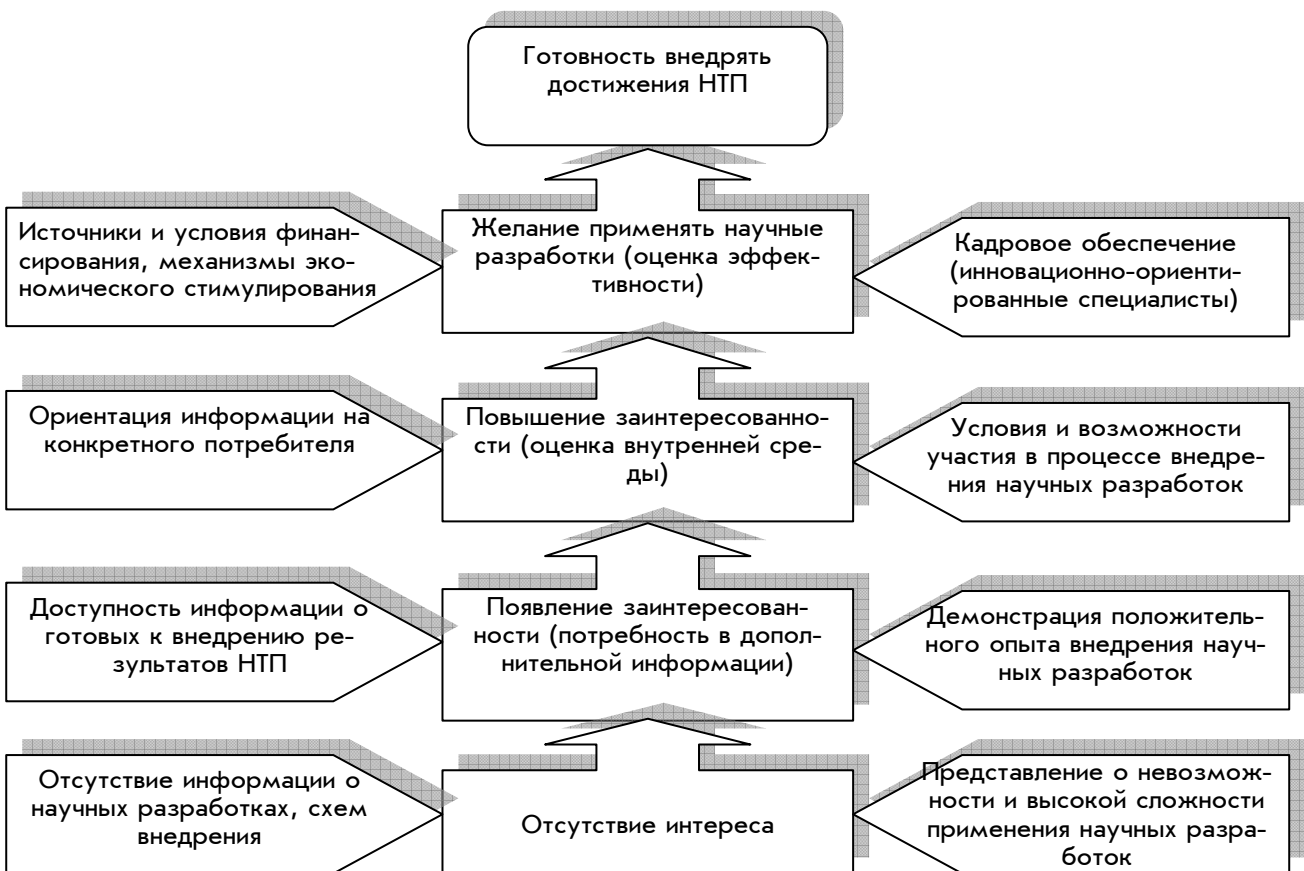 Готовность внедрять
достижения НТП
Источники и условия финан-
сирования, механизмы эко-
номического стимулирования
Желание применять научные
разработки (оценка эффек-
тивности)
Кадровое обеспечение
(инновационно-ориенти-
рованные специалисты)
Ориентация информации на
конкретного потребителя
Повышение заинтересованно-
сти (оценка внутренней сре-
ды)
Условия и возможности
участия в процессе внедре-
ния научных разработок
Доступность информации о
готовых к внедрению ре-
зультатов НТП
Появление заинтересован-
ности (потребность в допол-
нительной информации)
Демонстрация положитель-
ного опыта внедрения науч-
ных разработок
Отсутствие информации о
научных разработках, схем
внедрения
Отсутствие интереса
Представление о невозмож-
ности и высокой сложности
применения научных разра-
боток